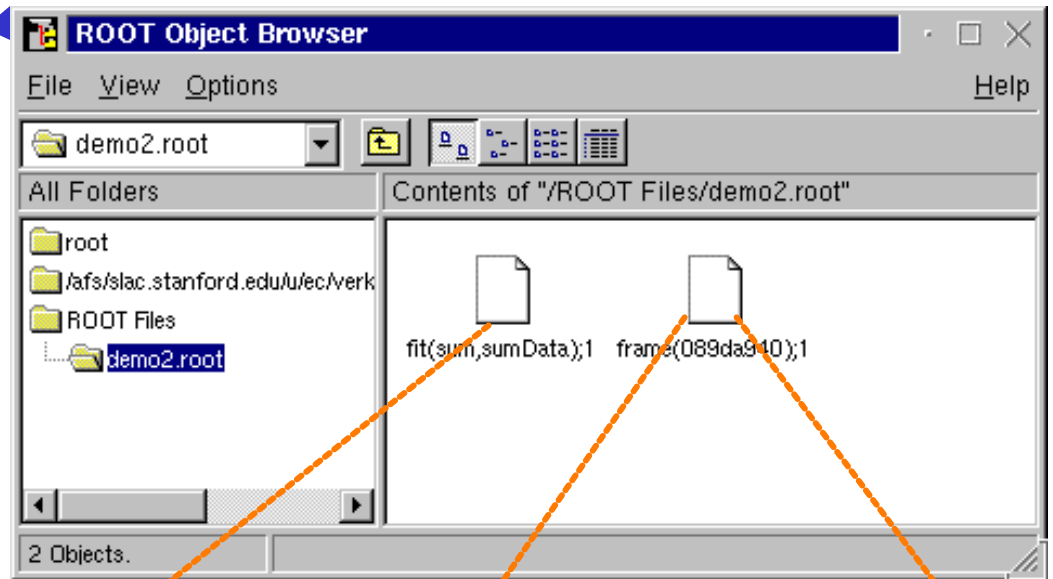 ROOT Object Browser
File View Options Help
demo2.root
All Folders
Contents of "/ROOT Files/demo2.root"
root
/afs/slac.stanford.edu/u/ec/verk
ROOT Files
demo2.root
fit(sum,sumData);1
frame(089da940);1
2 Objects.